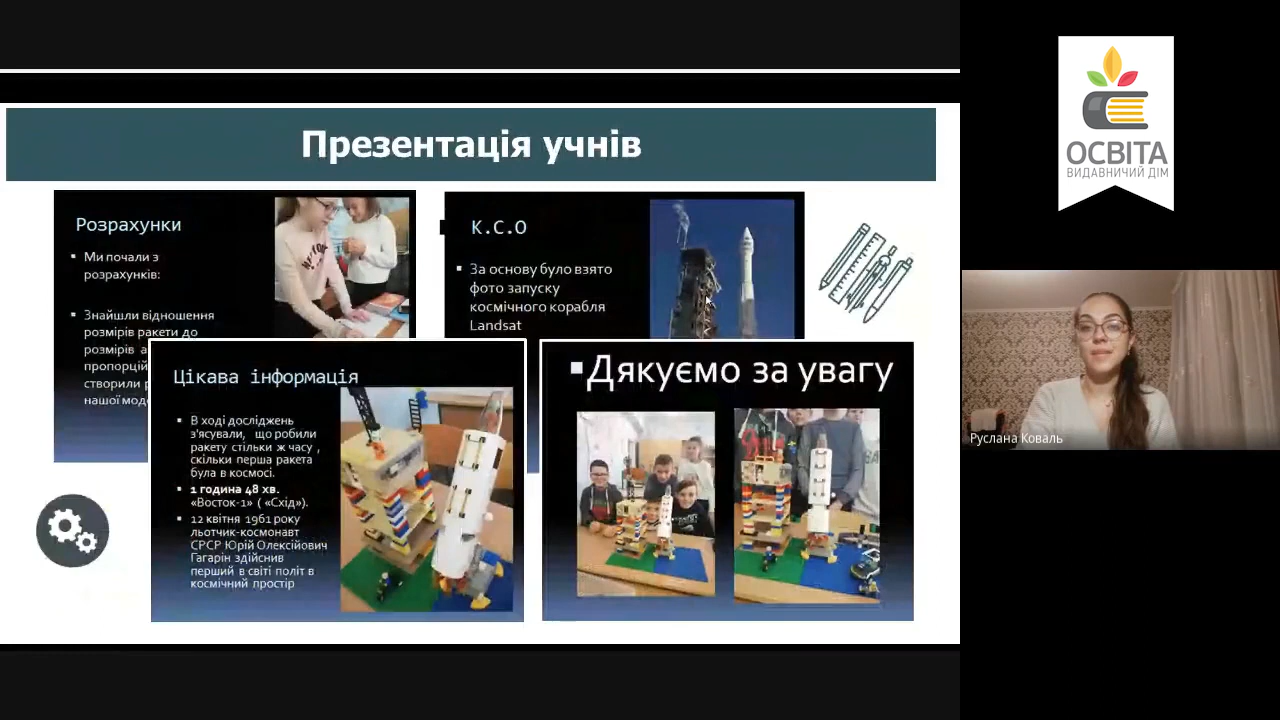 Презентація учнів
Розрахунки
▪ Ми почали з
розрахунків:
▪ Знайшли відношення
розмірів ракети до
розмірів
пропорцій
створили
нашої
К.С.О
▪ За основу було взято
фото запуску
космічного корабля
Landsat
Цікава інформація
▪ В ході досліджень
з'ясували, що робили
ракету стільки ж часу ,
скільки перша ракета
була в космосі.
▪ 1 година 48 хв.
«Восток-1» ( «Схід»).
▪ 12 квітня 1961 року
льотчик-космонавт
СРСР Юрій Олексійович
Гагарін здійснив
перший в світі політ в
космічний простір
▪Дякуємо за увагу
ОСВІТА
ВИДАВНИЧИЙ ДІМ
Руслана Коваль